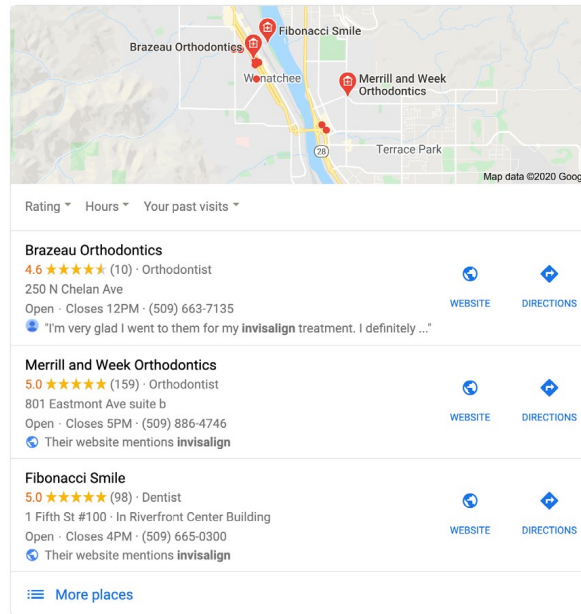 Fibonacci Smile
Brazeau Orthodontics
Wenatchee
Merrill and Week
Orthodontics
28
Terrace Park
Map data ©2020 Goog
Rating Hours Your past visits
Brazeau Orthodontics
4.6 (10) · Orthodontist
250 N Chelan Ave
Open · Closes 12PM · (509) 663-7135
"I'm very glad I went to them for my invisalign treatment. I definitely ..."
WEBSITE DIRECTIONS
Merrill and Week Orthodontics
5.0 (159) · Orthodontist
801 Eastmont Ave suite b
Open · Closes 5PM · (509) 886-4746
Their website mentions invisalign
WEBSITE DIRECTIONS
Fibonacci Smile
5.0 (98) · Dentist
1 Fifth St #100 · In Riverfront Center Building
Open · Closes 4PM · (509) 665-0300
Their website mentions invisalign
WEBSITE DIRECTIONS
More places